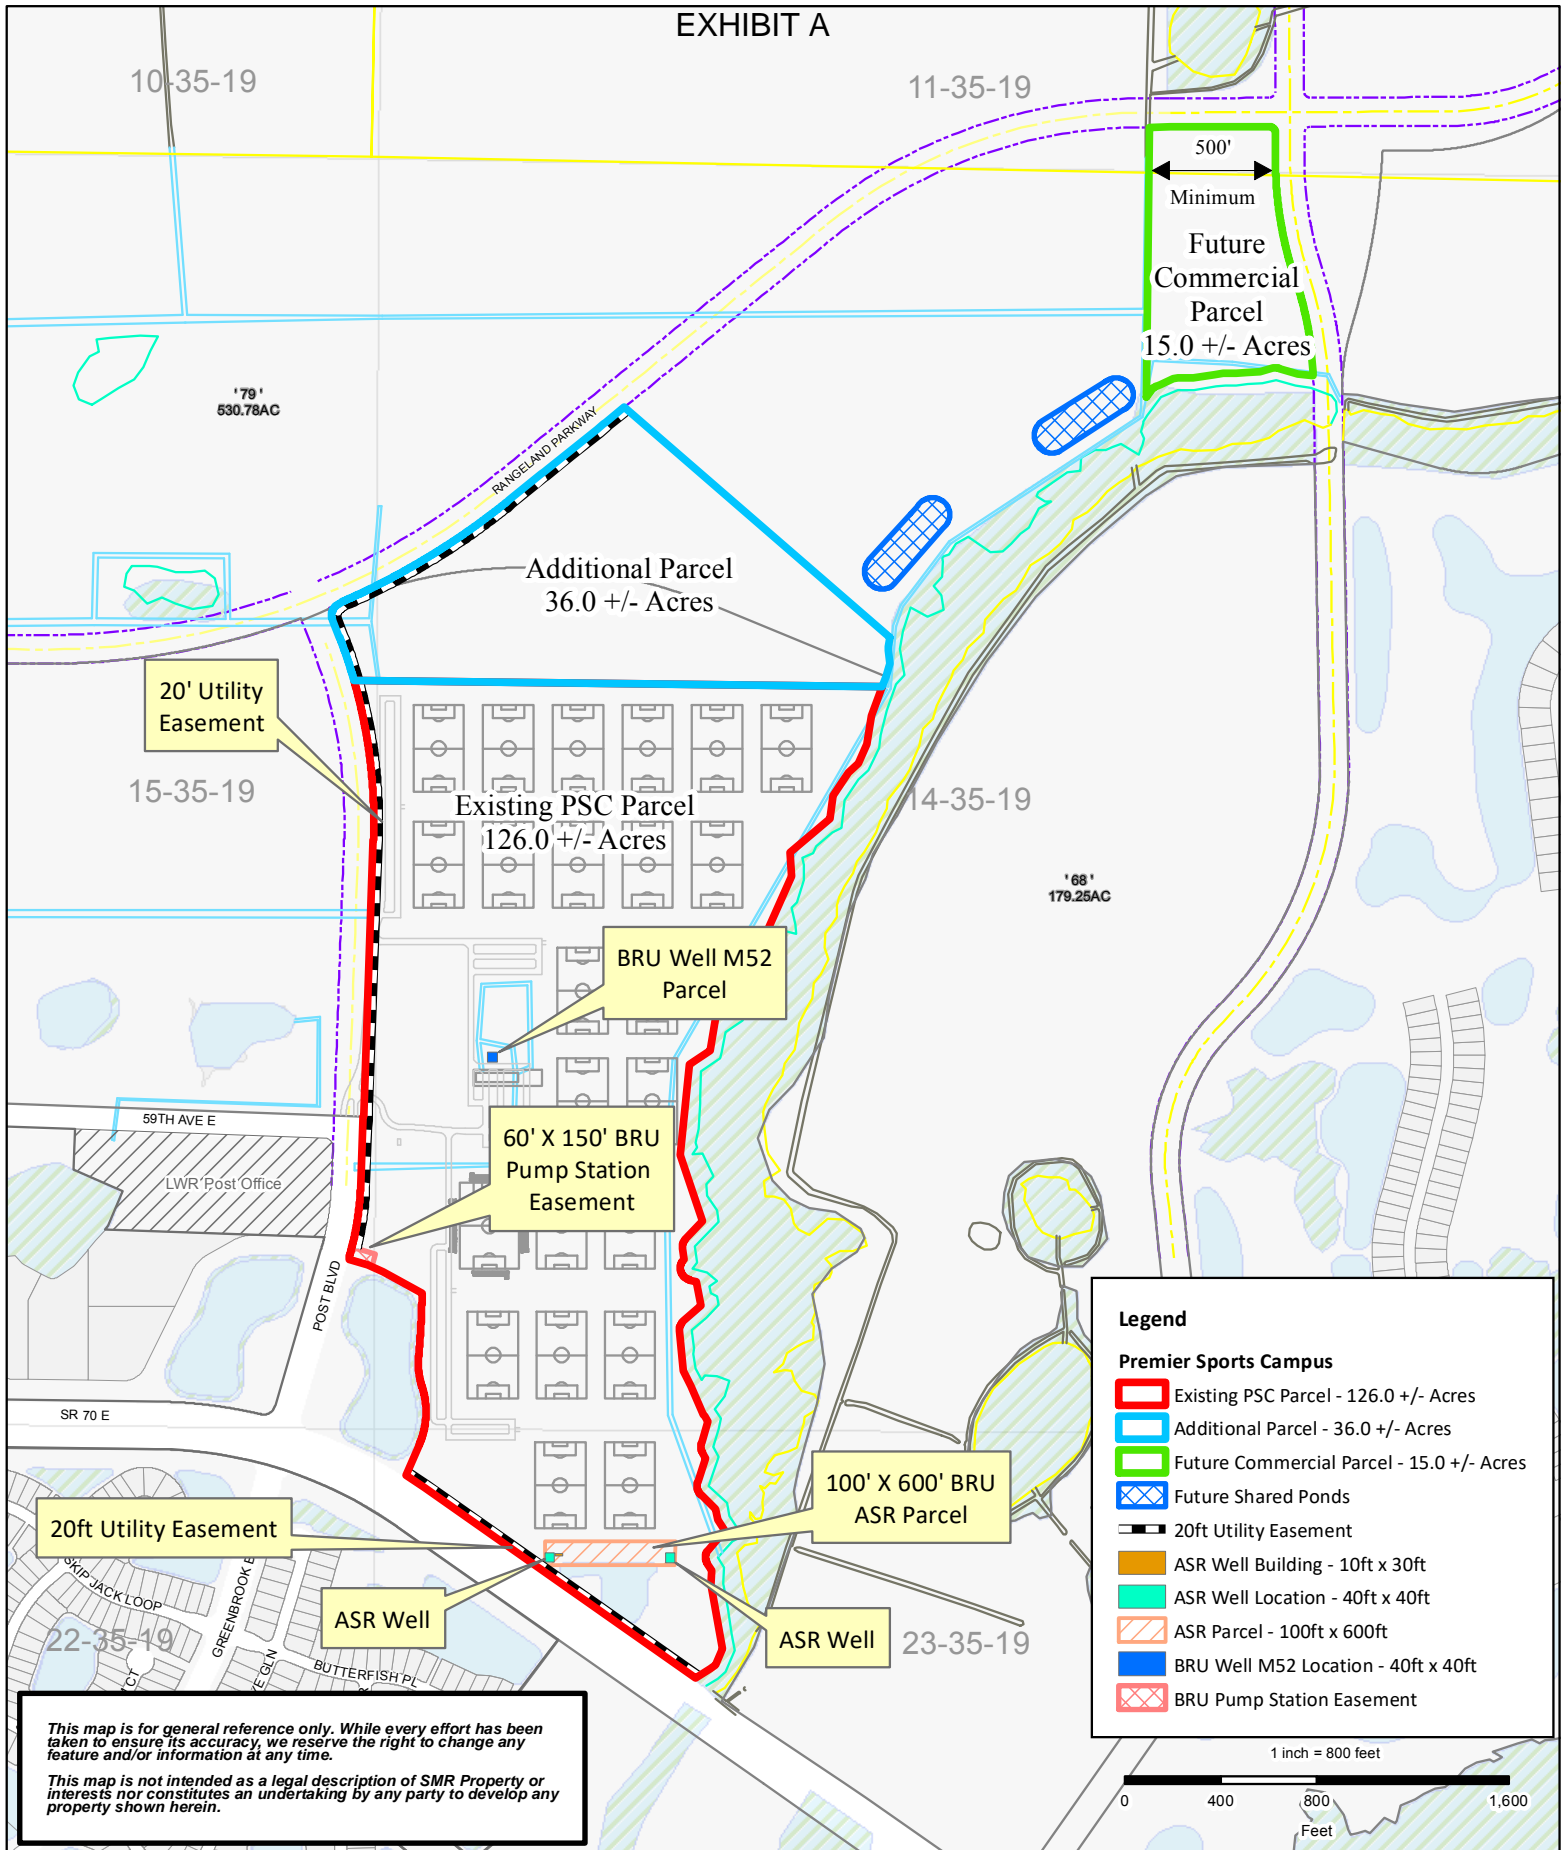 EXHIBIT A
10-35-19
11-35-19
500'
Minimum
Future
Commercial
Parcel
15.0 +/- Acres
' 79 '
530.78AC
RANGELAND PARKWAY
Additional Parcel
36.0 +/- Acres
20' Utility
Easement
15-35-19
14-35-19
Existing PSC Parcel
126.0 +/- Acres
' 68 '
179.25AC
BRU Well M52
Parcel
59TH AVE E
60' X 150' BRU
Pump Station
Easement
LWR Post Office
POST BLVD
SR 70 E
100' X 600' BRU
ASR Parcel
20ft Utility Easement
SKIP JACK LOOP
GREENBROOK B
ASR Well
ASR Well
22-35-19
23-35-19
VE GLN
BUTTERFISH PL
CT
This map is for general reference only. While every effort has been
taken to ensure its accuracy, we reserve the right to change any
feature and/or information at any time.
This map is not intended as a legal description of SMR Property or
interests nor constitutes an undertaking by any party to develop any
property shown herein.
Legend
Premier Sports Campus
Existing PSC Parcel - 126.0 +/- Acres
Additional Parcel - 36.0 +/- Acres
Future Commercial Parcel - 15.0 +/- Acres
Future Shared Ponds
20ft Utility Easement
ASR Well Building - 10ft x 30ft
ASR Well Location - 40ft x 40ft
ASR Parcel - 100ft x 600ft
BRU Well M52 Location - 40ft x 40ft
BRU Pump Station Easement
1 inch = 800 feet
0 400 800 1,600
Feet